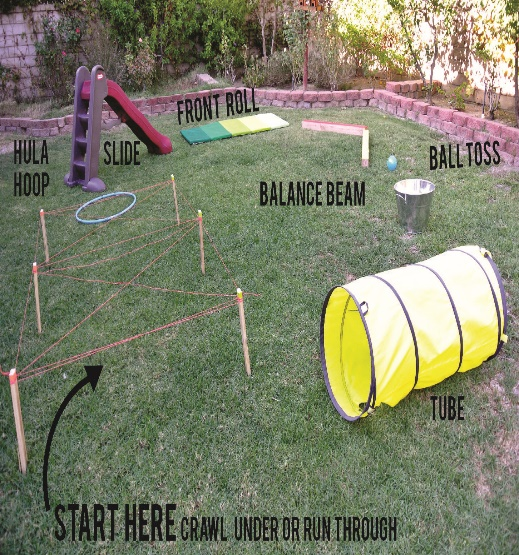 FRONT ROLL
HULA
HOOP
SLIDE
BALL TOSS
BALANCE BEAM
TUBE
START HERE CRAWL UNDER OR RUN THROUGH